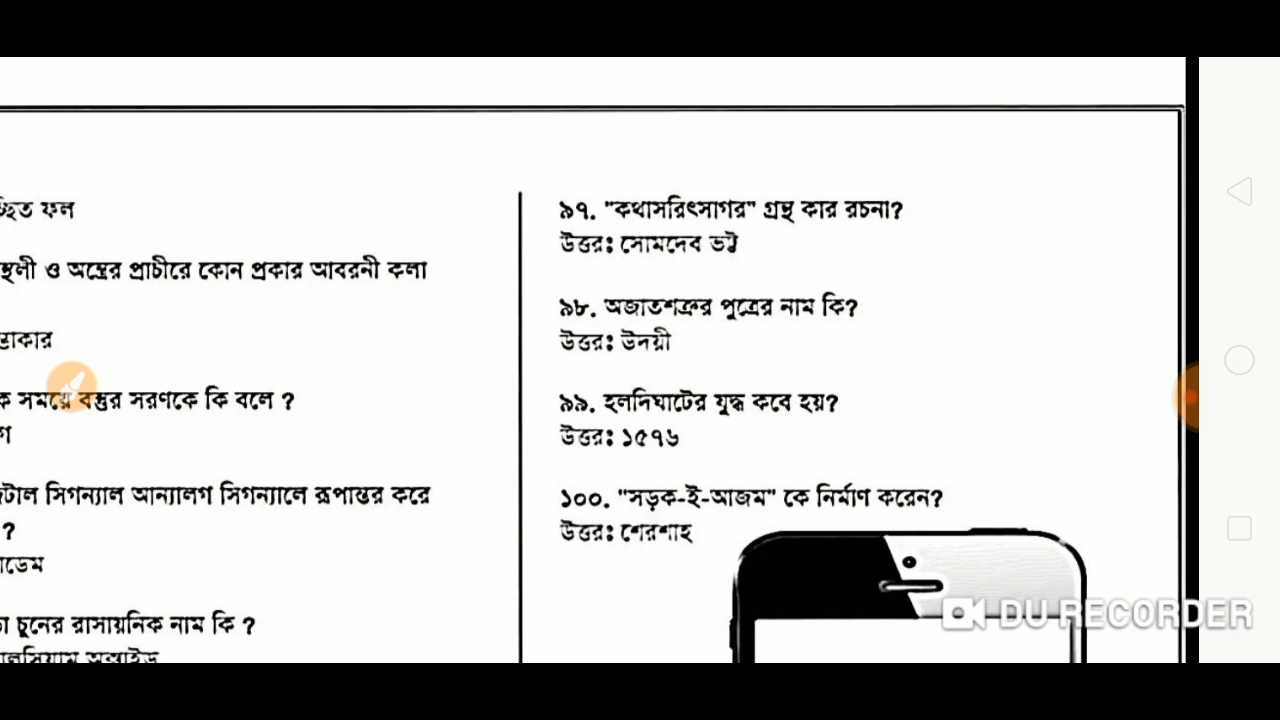 ফল
ও অন্ত্রের প্রাচীরে কোন প্রকার আবরনী কলা
সময়ে বস্তুর সরণকে কি বলে ?
সিগন্যাল আন্যালগ সিগন্যালে রূপান্তর করে
?
চুনের রাসায়নিক নাম কি ?
৯৭. "কথাসরিৎসাগর" গ্রন্থ কার রচনা?
উত্তর: সোমদেব ভট্ট
৯৮. অজাতশত্রুর পুত্রের নাম কি?
উত্তর: উদয়ী
৯৯. হলদিঘাটের যুদ্ধ কবে হয়?
উত্তর: ১৫৭৬
১০০. "সড়ক-ই-আজম" কে নির্মাণ করেন?
উত্তর: শেরশাহ
DU RECORDER